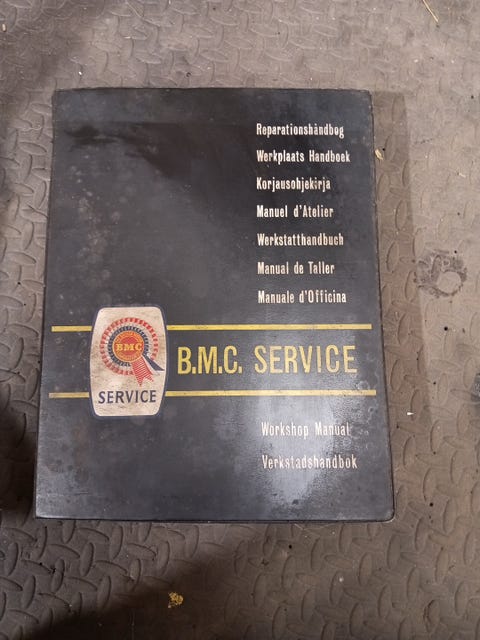 Reparationshåndbog
Werkplaats Handboek
Korjausohjekirja
Manuel d'Atelier
Werkstatthandbuch
Manual de Taller
Manuale d'Officina
BMC
SERVICE
B.M.C. SERVICE
Workshop Manual
Verkstadshandbok